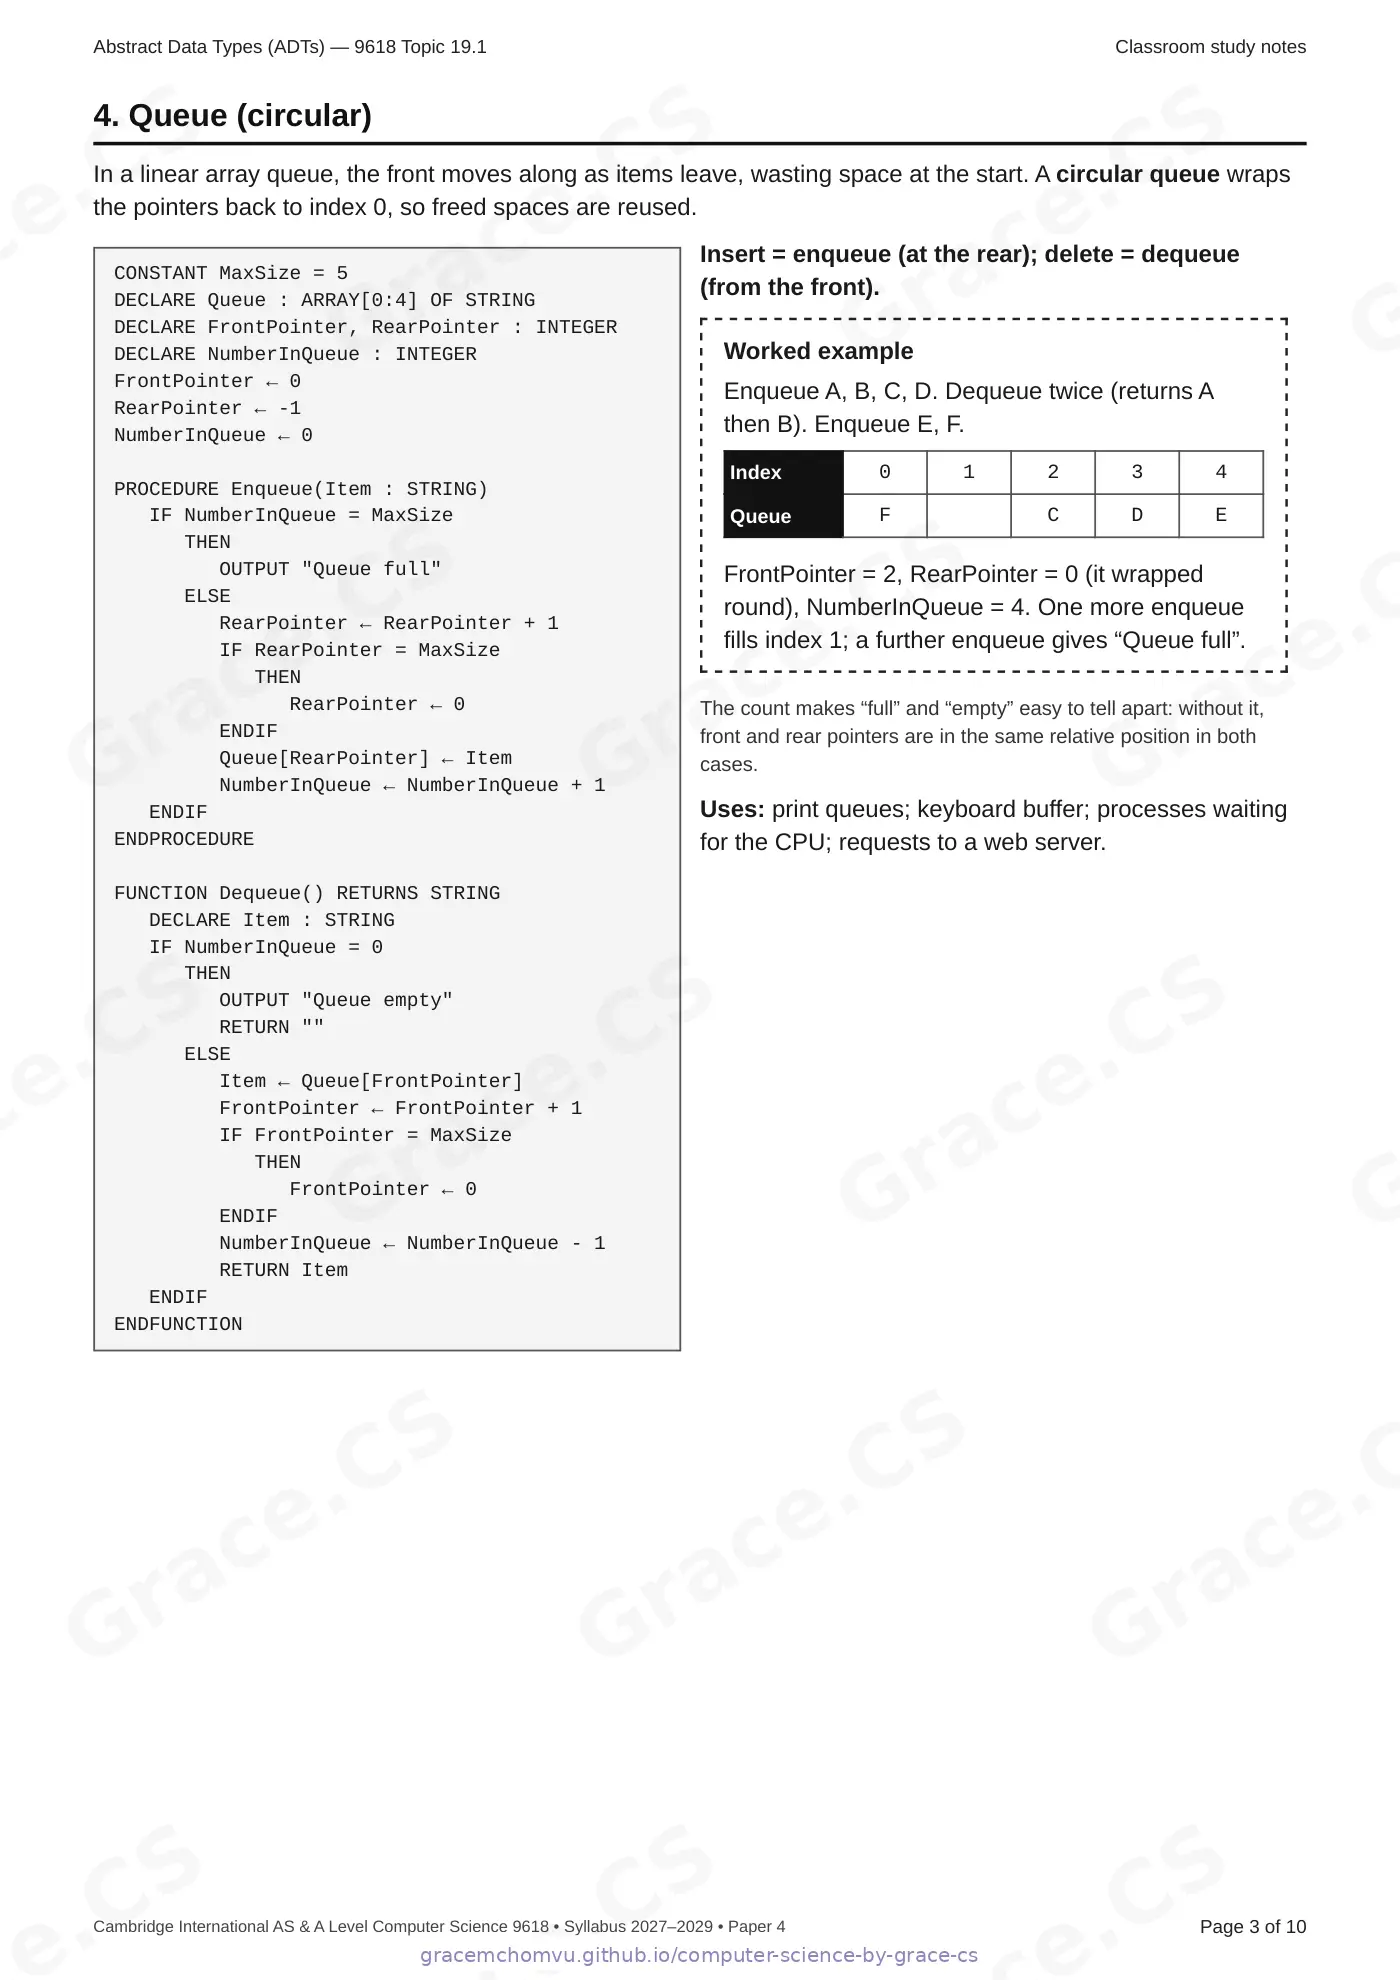 Abstract Data Types (ADTs) — 9618 Topic 19.1
Classroom study notes
4. Queue (circular)
In a linear array queue, the front moves along as items leave, wasting space at the start. A circular queue wraps
the pointers back to index 0, so freed spaces are reused.
CONSTANT MaxSize = 5
DECLARE Queue : ARRAY[0:4] OF STRING
DECLARE FrontPointer, RearPointer : INTEGER
DECLARE NumberInQueue : INTEGER
FrontPointer ← 0
RearPointer ← -1
NumberInQueue ← 0

PROCEDURE Enqueue(Item : STRING)
   IF NumberInQueue = MaxSize
      THEN
         OUTPUT "Queue full"
      ELSE
         RearPointer ← RearPointer + 1
         IF RearPointer = MaxSize
            THEN
               RearPointer ← 0
         ENDIF
         Queue[RearPointer] ← Item
         NumberInQueue ← NumberInQueue + 1
   ENDIF
ENDPROCEDURE

FUNCTION Dequeue() RETURNS STRING
   DECLARE Item : STRING
   IF NumberInQueue = 0
      THEN
         OUTPUT "Queue empty"
         RETURN ""
      ELSE
         Item ← Queue[FrontPointer]
         FrontPointer ← FrontPointer + 1
         IF FrontPointer = MaxSize
            THEN
               FrontPointer ← 0
         ENDIF
         NumberInQueue ← NumberInQueue - 1
         RETURN Item
   ENDIF
ENDFUNCTION
Insert = enqueue (at the rear); delete = dequeue
(from the front).
Worked example
Enqueue A, B, C, D. Dequeue twice (returns A
then B). Enqueue E, F.
Index 0 1 2 3 4
Queue F C D E
FrontPointer = 2, RearPointer = 0 (it wrapped
round), NumberInQueue = 4. One more enqueue
fills index 1; a further enqueue gives “Queue full”.
The count makes “full” and “empty” easy to tell apart: without it,
front and rear pointers are in the same relative position in both
cases.
Uses: print queues; keyboard buffer; processes waiting
for the CPU; requests to a web server.
Cambridge International AS & A Level Computer Science 9618 • Syllabus 2027–2029 • Paper 4
Page 3 of 10
gracemchomvu.github.io/computer-science-by-grace-cs
Grace.CS